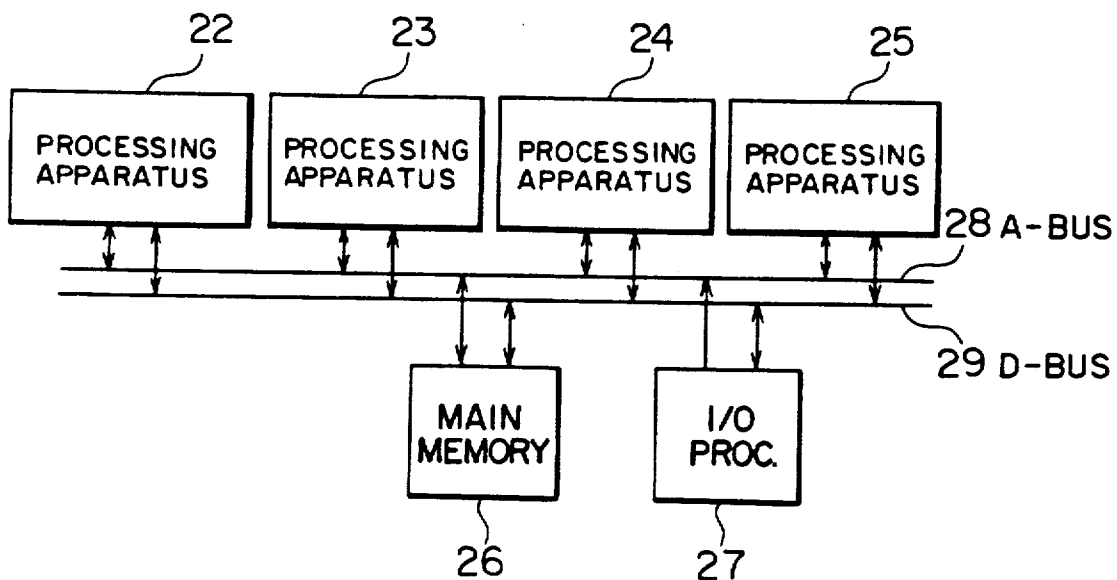 22
23
24
25
PROCESSING
APPARATUS
PROCESSING
APPARATUS
PROCESSING
APPARATUS
PROCESSING
APPARATUS
28 A-BUS
29 D-BUS
MAIN
MEMORY
I/O
PROC.
26
27